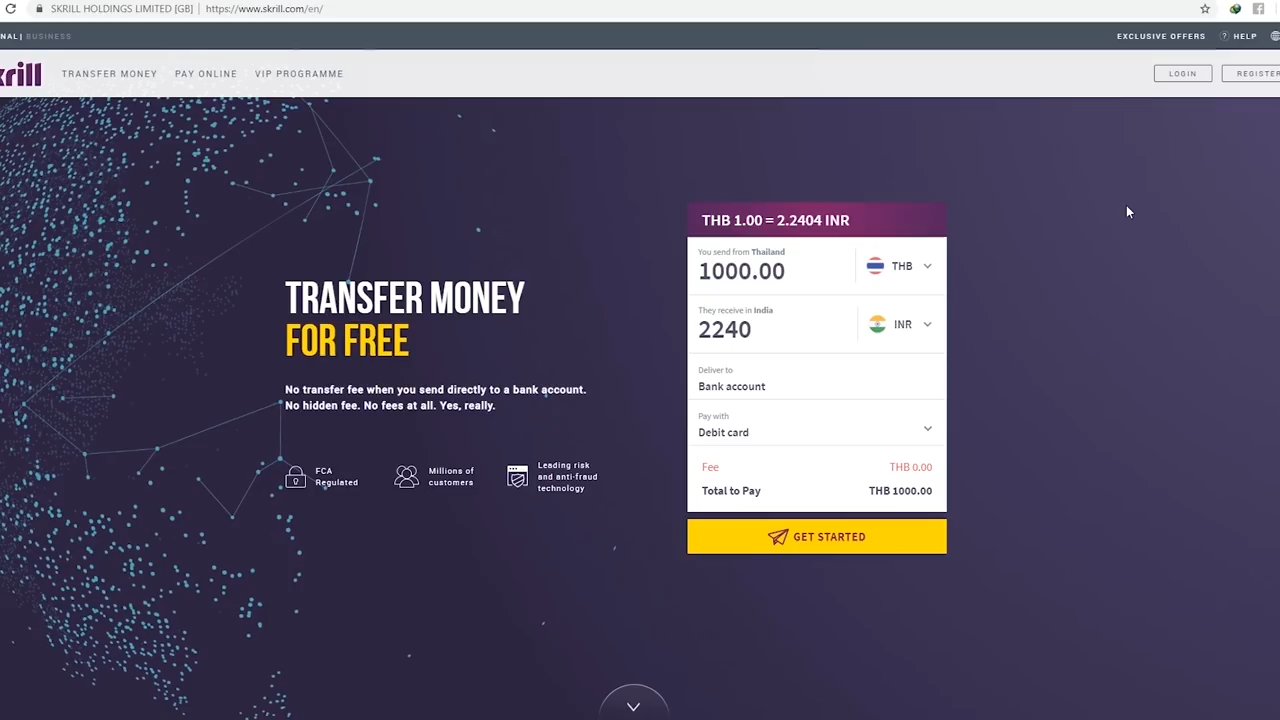 SKRILL HOLDINGS LIMITED [GB] | https://www.skrill.com/en/
NAL | BUSINESS
EXCLUSIVE OFFERS ? HELP
krill TRANSFER MONEY PAY ONLINE VIP PROGRAMME LOGIN REGISTER
THB 1.00 = 2.2404 INR
You send from Thailand
1000.00 THB
They receive in India
2240 INR
Deliver to
Bank account
Pay with
Debit card
Fee THB 0.00
Total to Pay THB 1000.00
GET STARTED
TRANSFER MONEY
FOR FREE
No transfer fee when you send directly to a bank account.
No hidden fee. No fees at all. Yes, really.
FCA
Regulated
Millions of
customers
Leading risk
and anti-fraud
technology